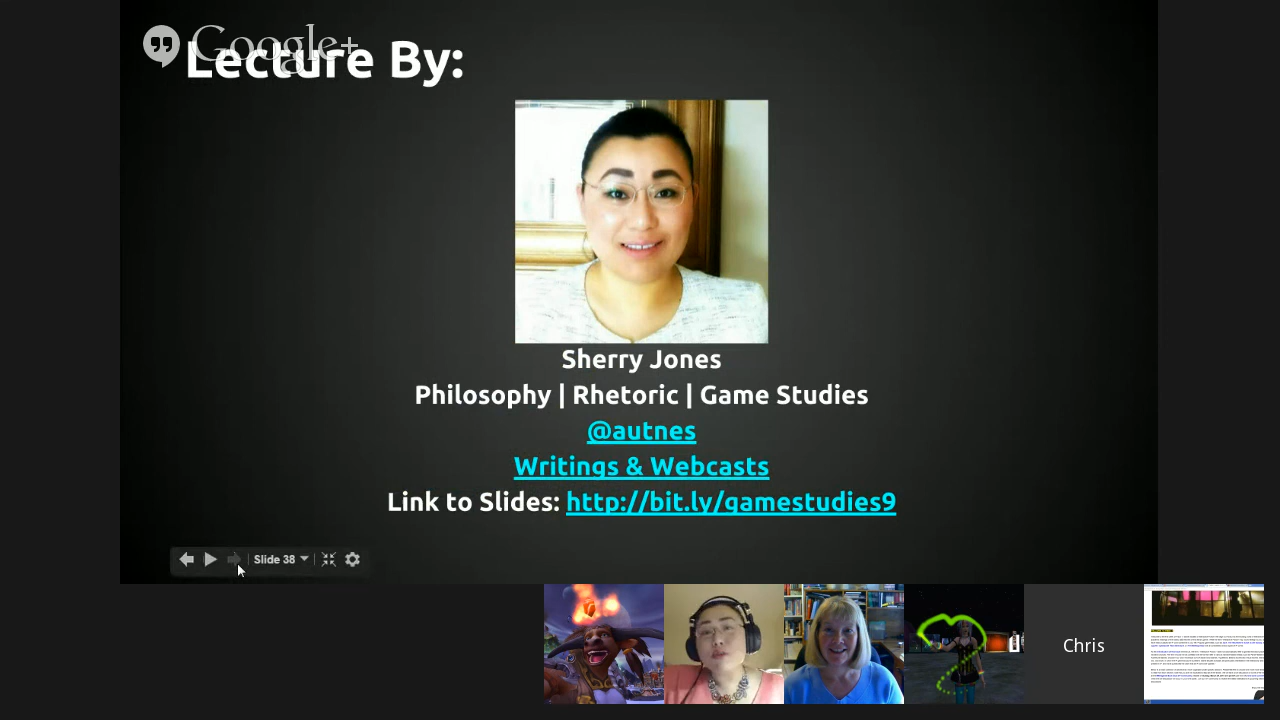 Google+
Lecture By:
Sherry Jones
Philosophy | Rhetoric | Game Studies
@autnes
Writings & Webcasts
Link to Slides: http://bit.ly/gamestudies9
Slide 38
Chris